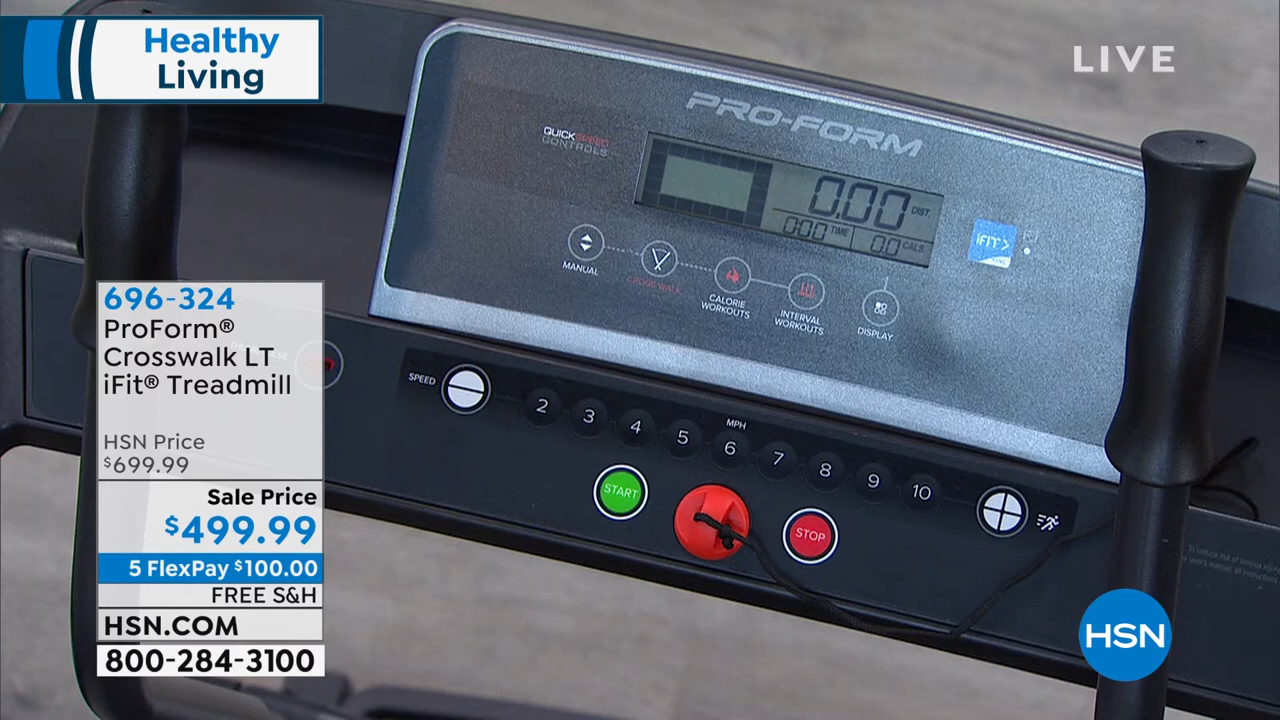 Healthy
Living
LIVE
PRO-FORM
QUICKSPEED
CONTROLS
0.00 DIST.
0:00 TIME
0.0 CALS.
iFIT
MANUAL
CROSS WALK
CALORIE
WORKOUTS
INTERVAL
WORKOUTS
DISPLAY
696-324
ProForm®
Crosswalk LT
iFit® Treadmill
HSN Price
$699.99
Sale Price
$499.99
5 FlexPay $100.00
FREE S&H
HSN.COM
800-284-3100
SPEED
MPH
2 3 4 5 6 7 8 9 10
START
STOP
HSN